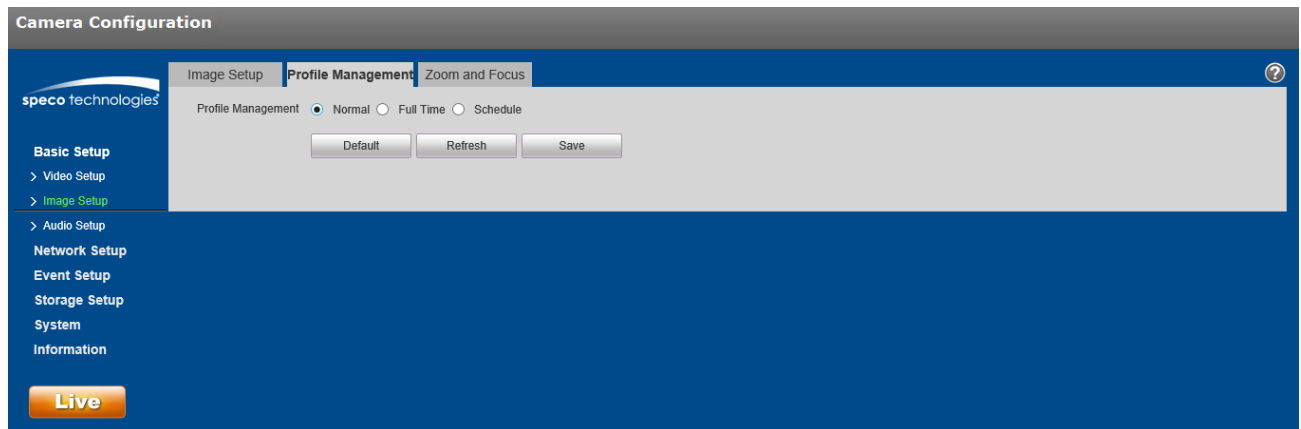 Camera Configuration
Image Setup Profile Management Zoom and Focus ?
speco technologies®
Profile Management Normal Full Time Schedule
Default Refresh Save
Basic Setup
> Video Setup
> Image Setup
> Audio Setup
Network Setup
Event Setup
Storage Setup
System
Information
Live